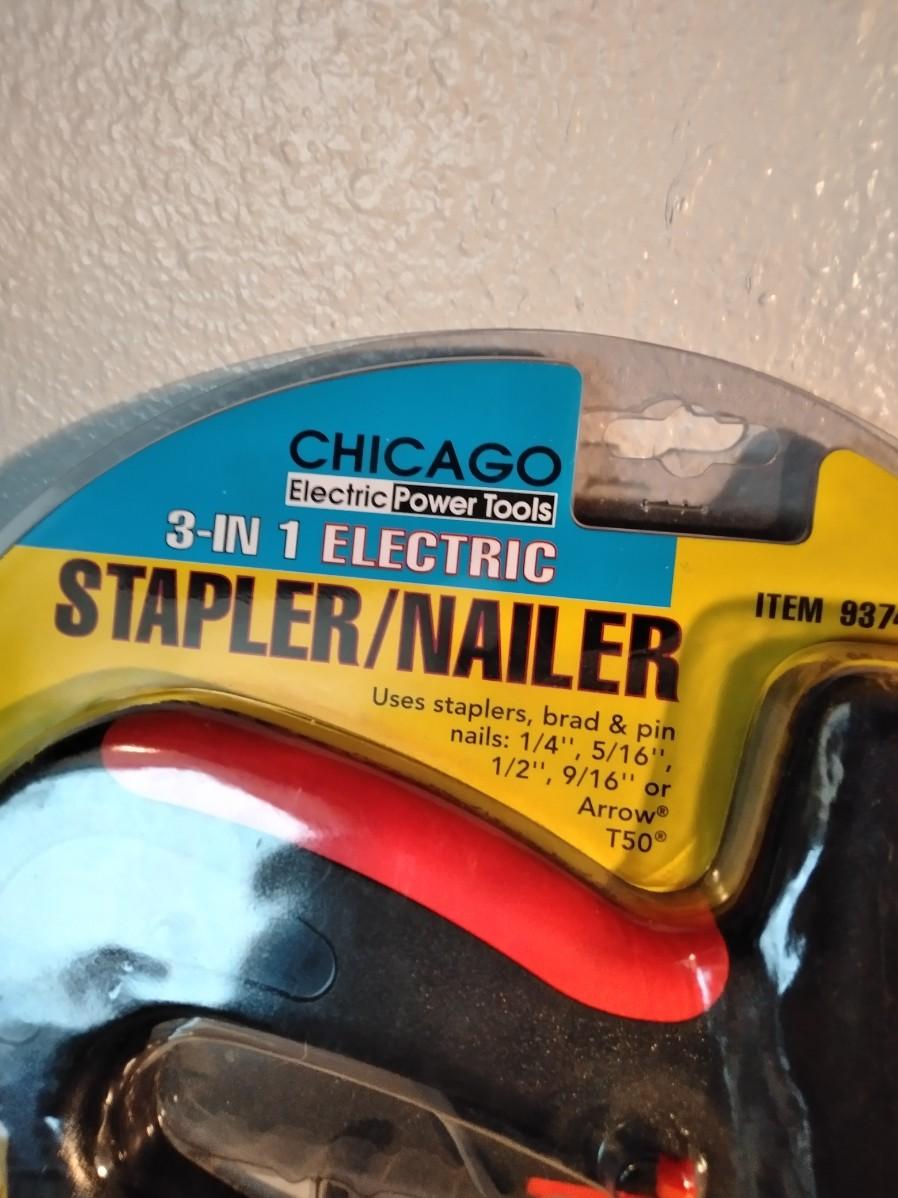 CHICAGO
Electric Power Tools
3-IN 1 ELECTRIC
STAPLER/NAILER
ITEM 9374
Uses staplers, brad & pin
nails: 1/4'', 5/16'',
1/2'', 9/16'' or
Arrow®
T50®